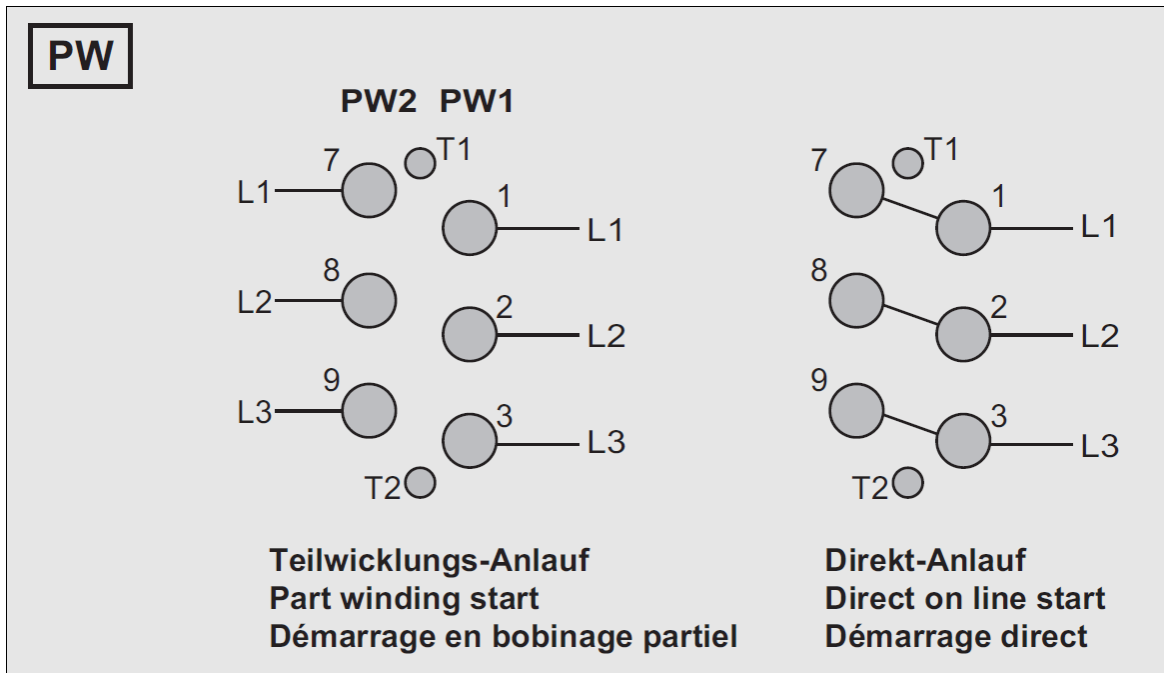 PW
PW2 PW1
7 T1
L1 1
L1
8
L2 2
L2
9
L3 3
L3
T2
Teilwicklungs-Anlauf
Part winding start
Démarrage en bobinage partiel
7 T1
1
L1
8
2
L2
9
3
L3
T2
Direkt-Anlauf
Direct on line start
Démarrage direct